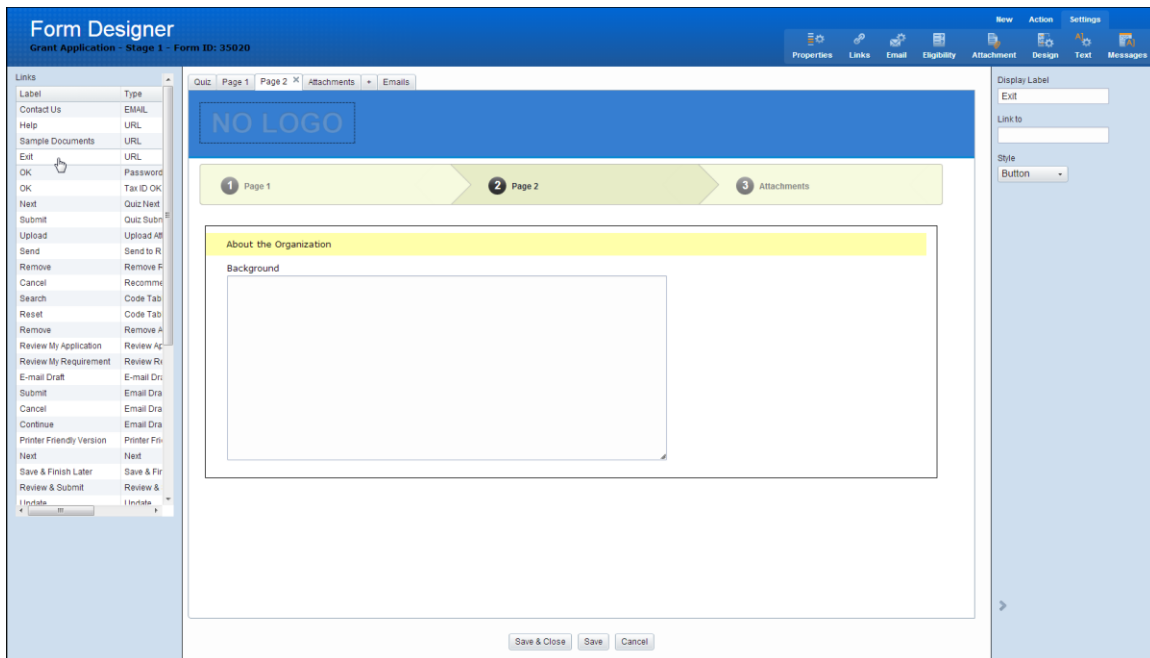 Form Designer
Grant Application - Stage 1 - Form ID: 35020
New Action Settings
Properties Links Email Eligibility Attachment Design Text Messages
Links
Label Type
Contact Us EMAIL
Help URL
Sample Documents URL
Exit URL
OK Password
OK Tax ID OK
Next Quiz Next
Submit Quiz Subm
Upload Upload Att
Send Send to R
Remove Remove R
Cancel Recomme
Search Code Tab
Reset Code Tab
Remove Remove A
Review My Application Review Ap
Review My Requirement Review Re
E-mail Draft E-mail Dra
Submit Email Dra
Cancel Email Dra
Continue Email Dra
Printer Friendly Version Printer Frie
Next Next
Save & Finish Later Save & Fin
Review & Submit Review &
Update Update
Quiz Page 1 Page 2 × Attachments + Emails
NO LOGO
1 Page 1 2 Page 2 3 Attachments
About the Organization
Background
Save & Close Save Cancel
Display Label
Exit
Link to
Style
Button